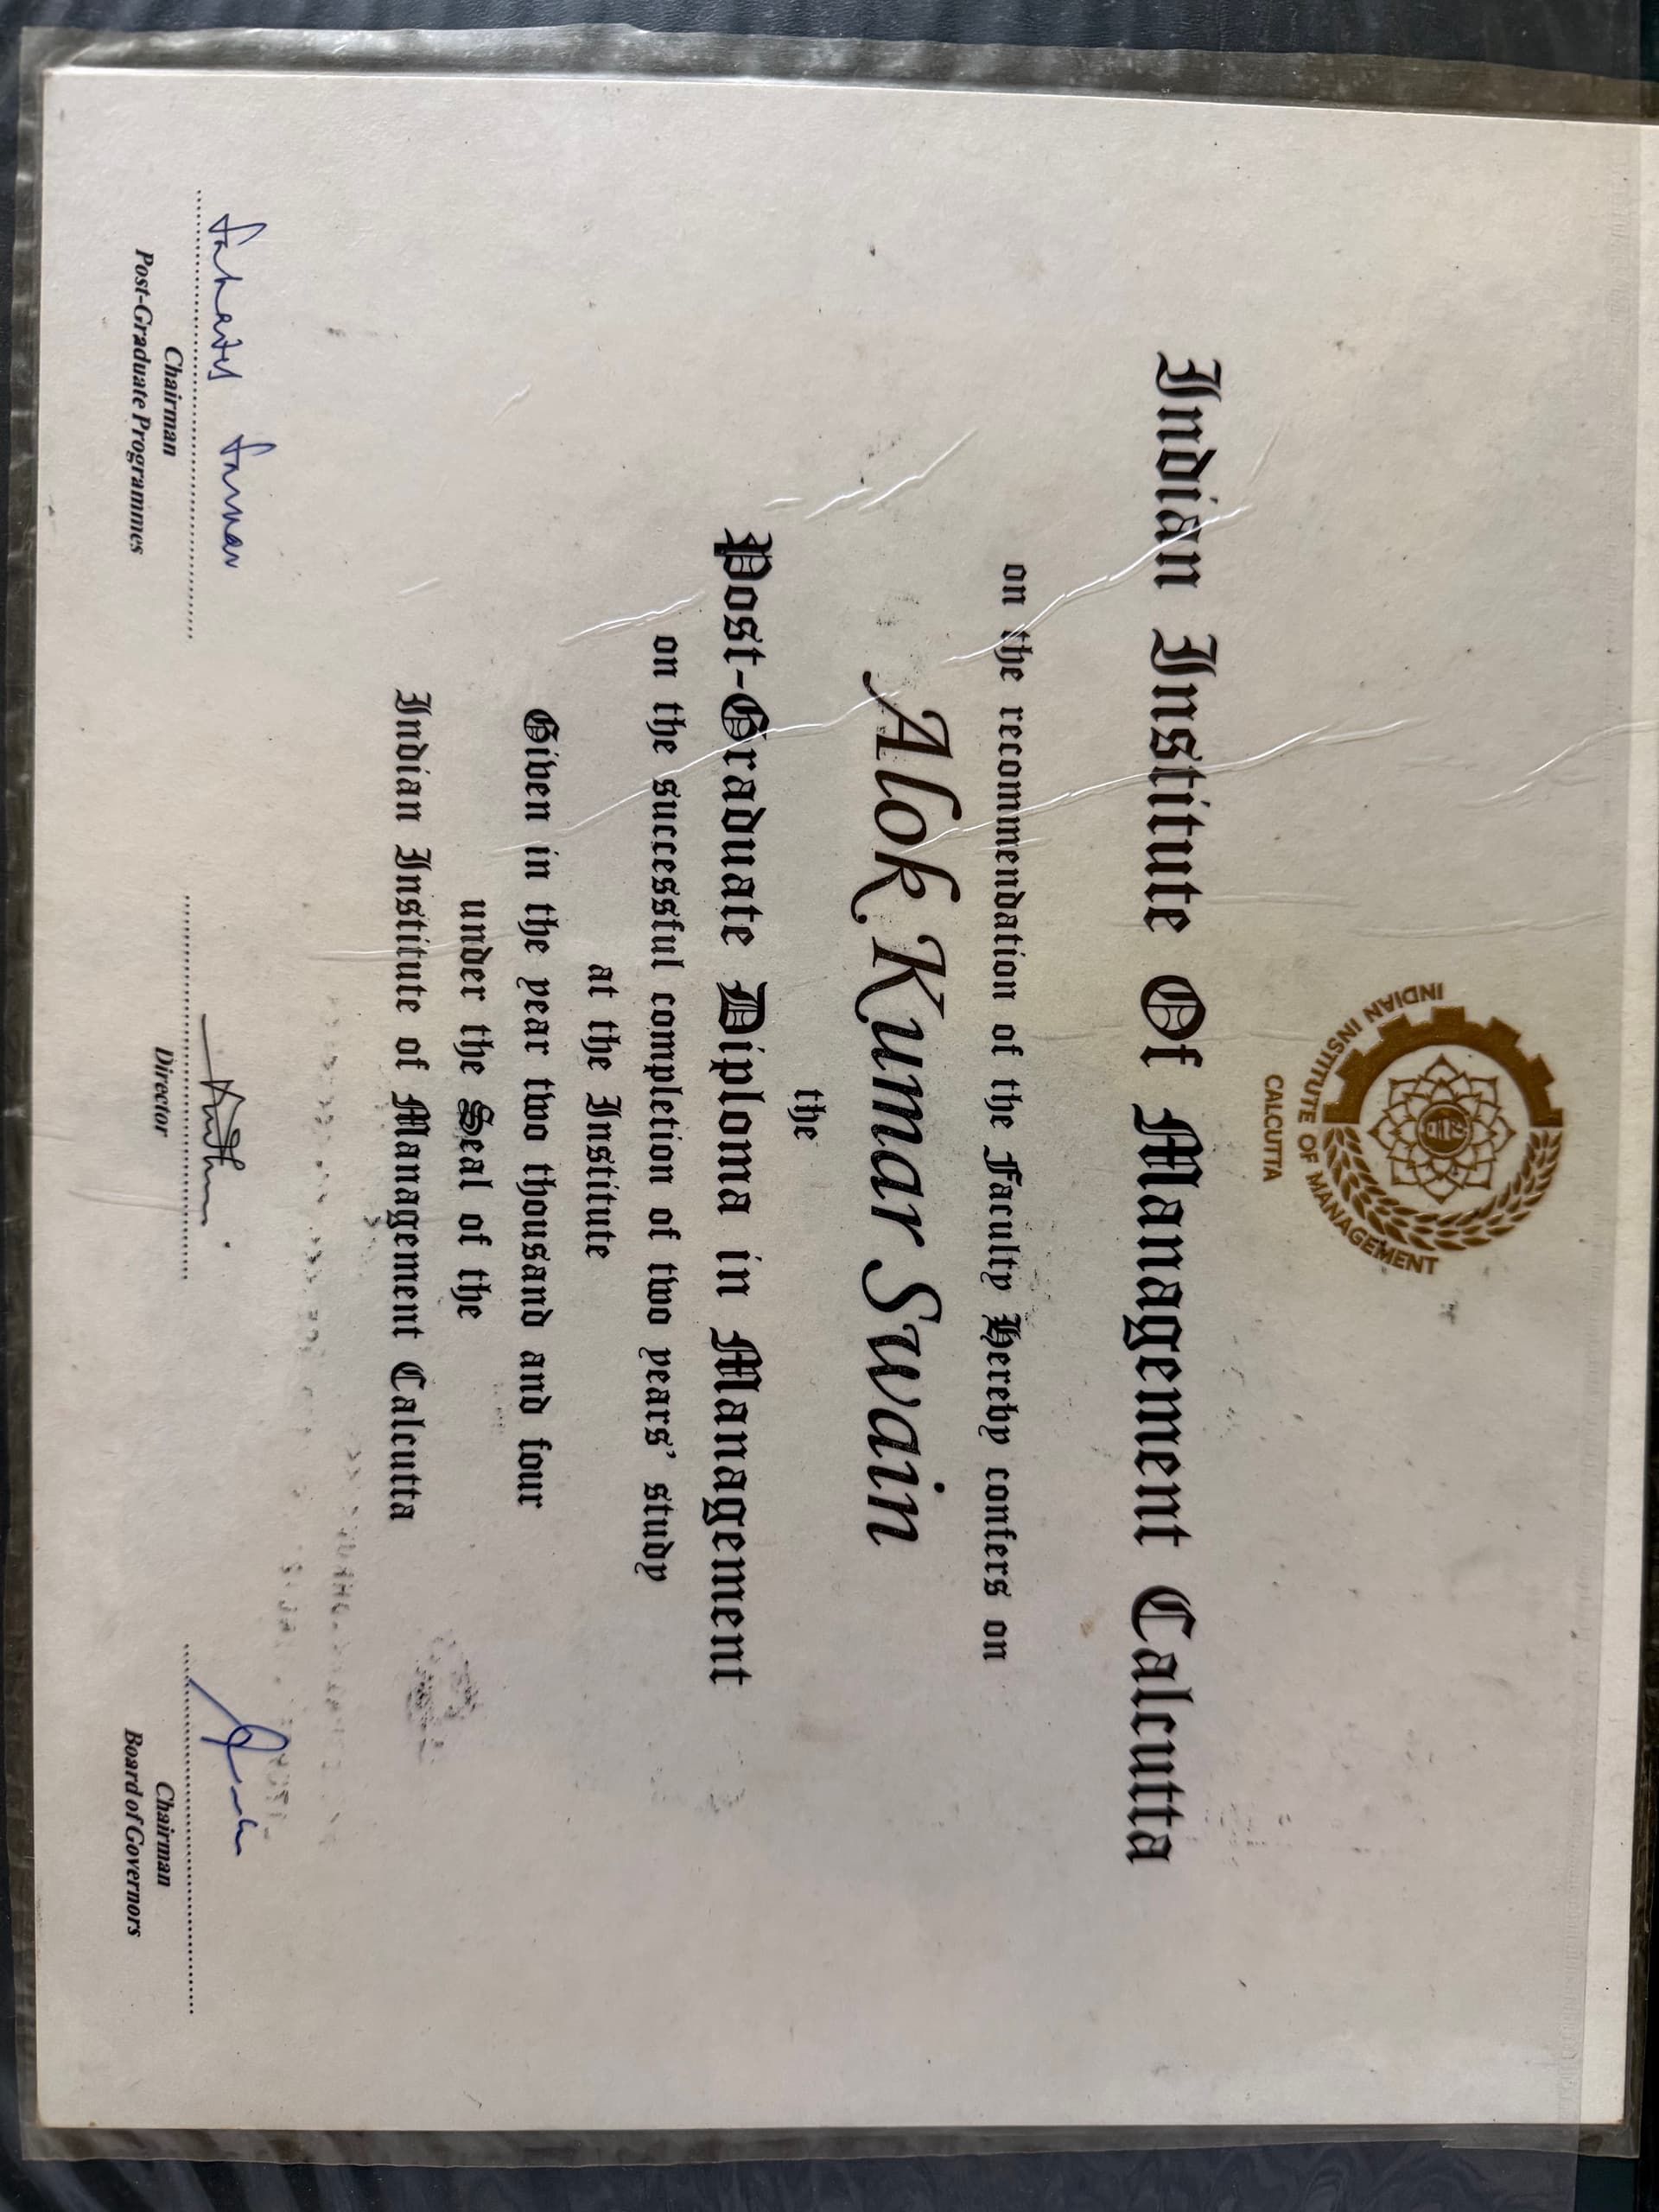 INDIAN INSTITUTE OF MANAGEMENT
CALCUTTA
Indian Institute Of Management Calcutta
on the recommendation of the Faculty Hereby confers on
Alok Kumar Swain
the
Post-Graduate Diploma in Management
on the successful completion of two years' study
at the Institute
Given in the year two thousand and four
under the Seal of the
Indian Institute of Management Calcutta
Chairman
Post-Graduate Programmes
Director
Chairman
Board of Governors